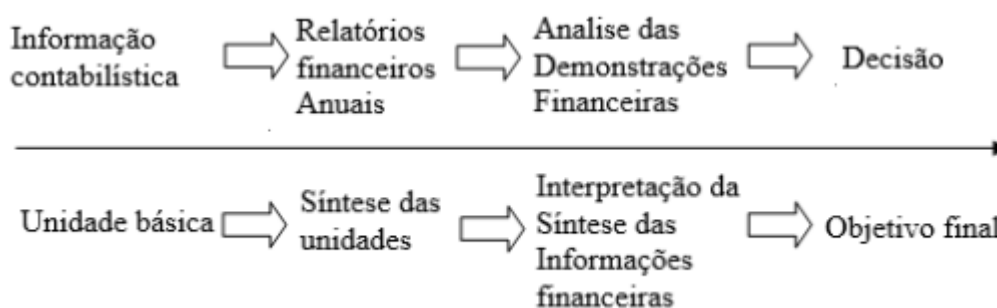 Informação
contabilística
Relatórios
financeiros
Anuais
Analise das
Demonstrações
Financeiras
Decisão
Unidade básica
Síntese das
unidades
Interpretação da
Síntese das
Informações
financeiras
Objetivo final